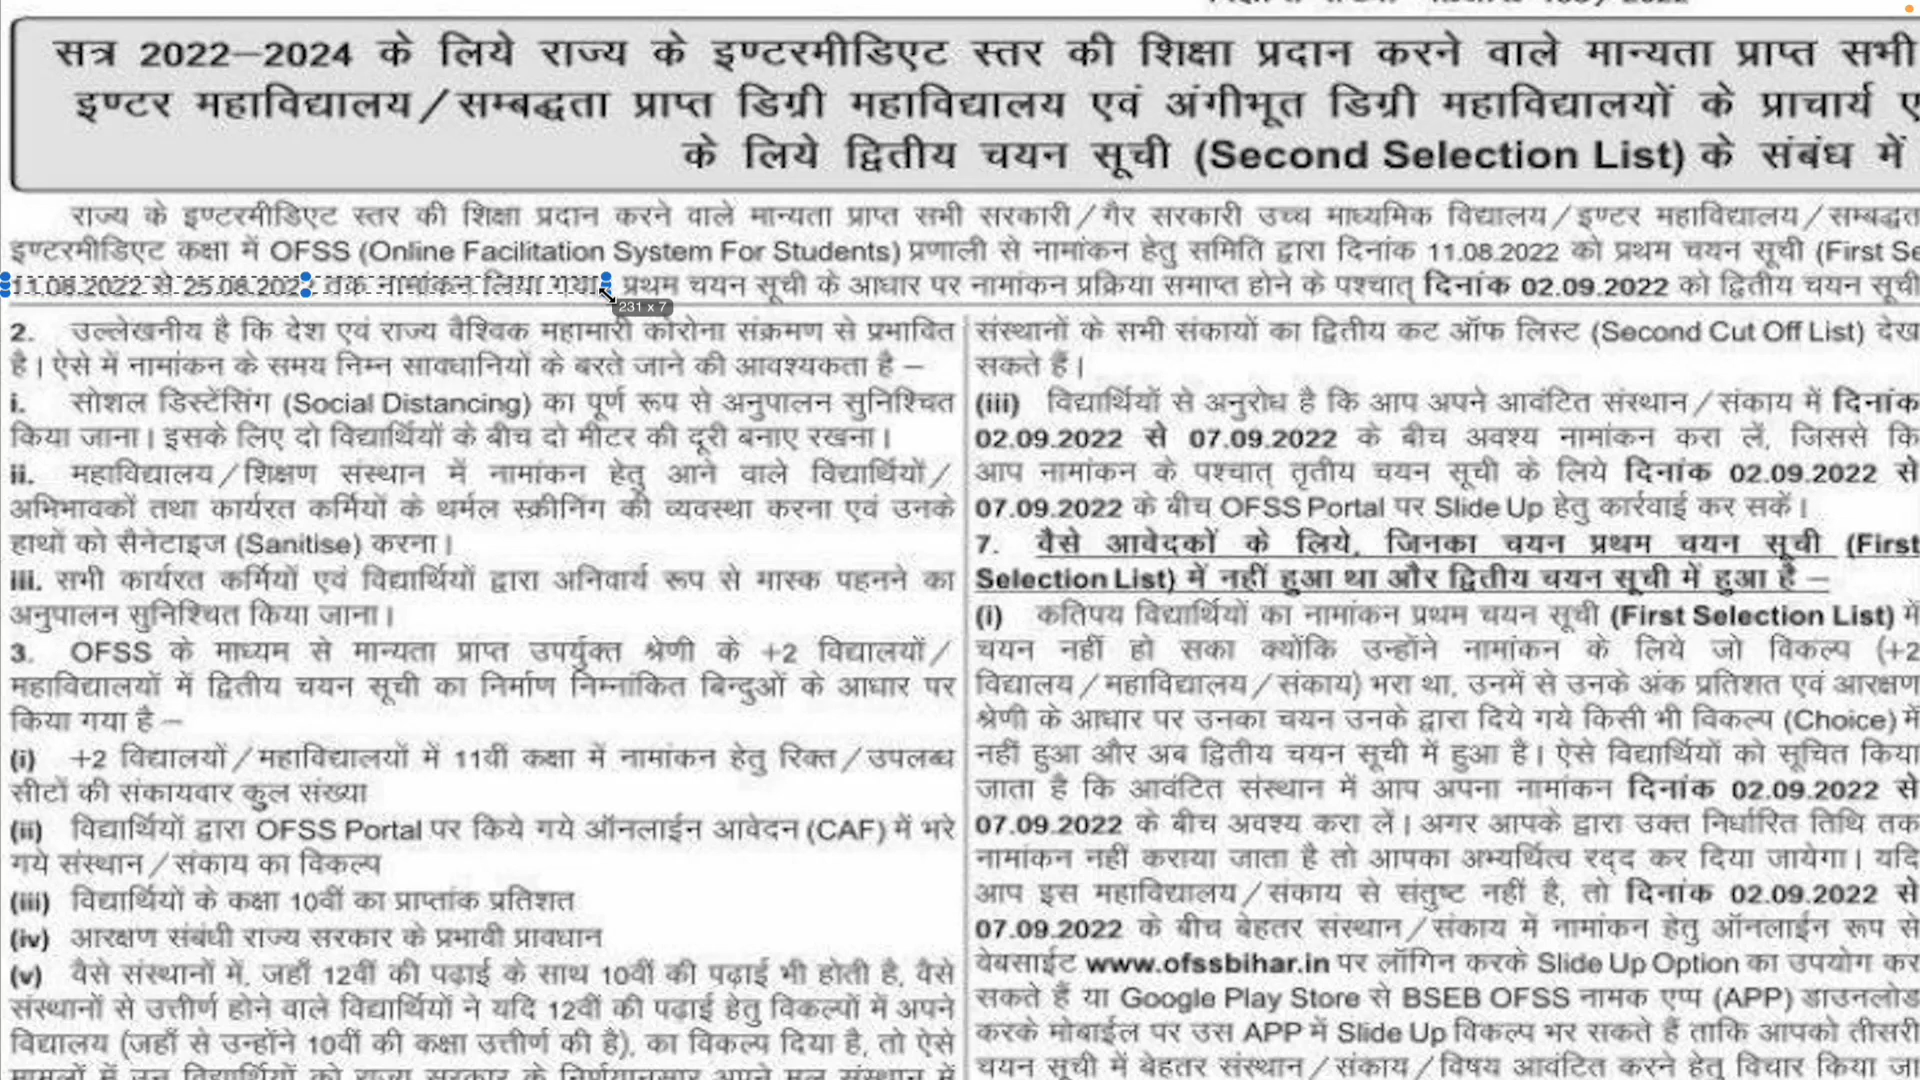 सत्र 2022–2024 के लिये राज्य के इण्टरमीडिएट स्तर की शिक्षा प्रदान करने वाले मान्यता प्राप्त सभी
इण्टर महाविद्यालय/सम्बद्धता प्राप्त डिग्री महाविद्यालय एवं अंगीभूत डिग्री महाविद्यालयों के प्राचार्य
के लिये द्वितीय चयन सूची (Second Selection List) के संबंध में
राज्य के इण्टरमीडिएट स्तर की शिक्षा प्रदान करने वाले मान्यता प्राप्त सभी सरकारी/गैर सरकारी उच्च माध्यमिक विद्यालय/इण्टर महाविद्यालय/सम्बद्धत
इण्टरमीडिएट कक्षा में OFSS (Online Facilitation System For Students) प्रणाली से नामांकन हेतु समिति द्वारा दिनांक 11.08.2022 को प्रथम चयन सूची (First Se
11.08.2022 से 25.08.2022 तक नामांकन लिया गया। प्रथम चयन सूची के आधार पर नामांकन प्रक्रिया समाप्त होने के पश्चात् दिनांक 02.09.2022 को द्वितीय चयन सूची
231 x 7
2. उल्लेखनीय है कि देश एवं राज्य वैश्विक महामारी कोरोना संक्रमण से प्रभावित
है। ऐसे में नामांकन के समय निम्न सावधानियों के बरते जाने की आवश्यकता है –
i. सोशल डिस्टेंसिंग (Social Distancing) का पूर्ण रूप से अनुपालन सुनिश्चित
किया जाना। इसके लिए दो विद्यार्थियों के बीच दो मीटर की दूरी बनाए रखना।
ii. महाविद्यालय/शिक्षण संस्थान में नामांकन हेतु आने वाले विद्यार्थियों/
अभिभावकों तथा कार्यरत कर्मियों के थर्मल स्क्रीनिंग की व्यवस्था करना एवं उनके
हाथों को सैनेटाइज (Sanitise) करना।
iii. सभी कार्यरत कर्मियों एवं विद्यार्थियों द्वारा अनिवार्य रूप से मास्क पहनने का
अनुपालन सुनिश्चित किया जाना।
3. OFSS के माध्यम से मान्यता प्राप्त उपर्युक्त श्रेणी के +2 विद्यालयों/
महाविद्यालयों में द्वितीय चयन सूची का निर्माण निम्नांकित बिन्दुओं के आधार पर
किया गया है –
(i) +2 विद्यालयों/महाविद्यालयों में 11वीं कक्षा में नामांकन हेतु रिक्त/उपलब्ध
सीटों की संकायवार कुल संख्या
(ii) विद्यार्थियों द्वारा OFSS Portal पर किये गये ऑनलाईन आवेदन (CAF) में भरे
गये संस्थान/संकाय का विकल्प
(iii) विद्यार्थियों के कक्षा 10वीं का प्राप्तांक प्रतिशत
(iv) आरक्षण संबंधी राज्य सरकार के प्रभावी प्रावधान
(v) वैसे संस्थानों में, जहाँ 12वीं की पढ़ाई के साथ 10वीं की पढ़ाई भी होती है, वैसे
संस्थानों से उत्तीर्ण होने वाले विद्यार्थियों ने यदि 12वीं की पढ़ाई हेतु विकल्पों में अपने
विद्यालय (जहाँ से उन्होंने 10वीं की कक्षा उत्तीर्ण की है), का विकल्प दिया है, तो ऐसे
मामलों में उन विद्यार्थियों को राज्य सरकार के निर्णयानुसार अपने मूल संस्थान में
संस्थानों के सभी संकायों का द्वितीय कट ऑफ लिस्ट (Second Cut Off List) देख
सकते हैं।
(iii) विद्यार्थियों से अनुरोध है कि आप अपने आवंटित संस्थान/संकाय में दिनांक
02.09.2022 से 07.09.2022 के बीच अवश्य नामांकन करा लें, जिससे कि
आप नामांकन के पश्चात् तृतीय चयन सूची के लिये दिनांक 02.09.2022 से
07.09.2022 के बीच OFSS Portal पर Slide Up हेतु कार्रवाई कर सकें।
7. वैसे आवेदकों के लिये, जिनका चयन प्रथम चयन सूची (First
Selection List) में नहीं हुआ था और द्वितीय चयन सूची में हुआ है –
(i) कतिपय विद्यार्थियों का नामांकन प्रथम चयन सूची (First Selection List) में
चयन नहीं हो सका क्योंकि उन्होंने नामांकन के लिये जो विकल्प (+2
विद्यालय/महाविद्यालय/संकाय) भरा था, उनमें से उनके अंक प्रतिशत एवं आरक्षण
श्रेणी के आधार पर उनका चयन उनके द्वारा दिये गये किसी भी विकल्प (Choice) में
नहीं हुआ और अब द्वितीय चयन सूची में हुआ है। ऐसे विद्यार्थियों को सूचित किया
जाता है कि आवंटित संस्थान में आप अपना नामांकन दिनांक 02.09.2022 से
07.09.2022 के बीच अवश्य करा लें। अगर आपके द्वारा उक्त निर्धारित तिथि तक
नामांकन नहीं कराया जाता है तो आपका अभ्यर्थित्व रद्द कर दिया जायेगा। यदि
आप इस महाविद्यालय/संकाय से संतुष्ट नहीं है, तो दिनांक 02.09.2022 से
07.09.2022 के बीच बेहतर संस्थान/संकाय में नामांकन हेतु ऑनलाईन रूप से
वेबसाईट www.ofssbihar.in पर लॉगिन करके Slide Up Option का उपयोग कर
सकते हैं या Google Play Store से BSEB OFSS नामक एप्प (APP) डाउनलोड
करके मोबाईल पर उस APP में Slide Up विकल्प भर सकते हैं ताकि आपको तीसरी
चयन सूची में बेहतर संस्थान/संकाय/विषय आवंटित करने हेतु विचार किया जा